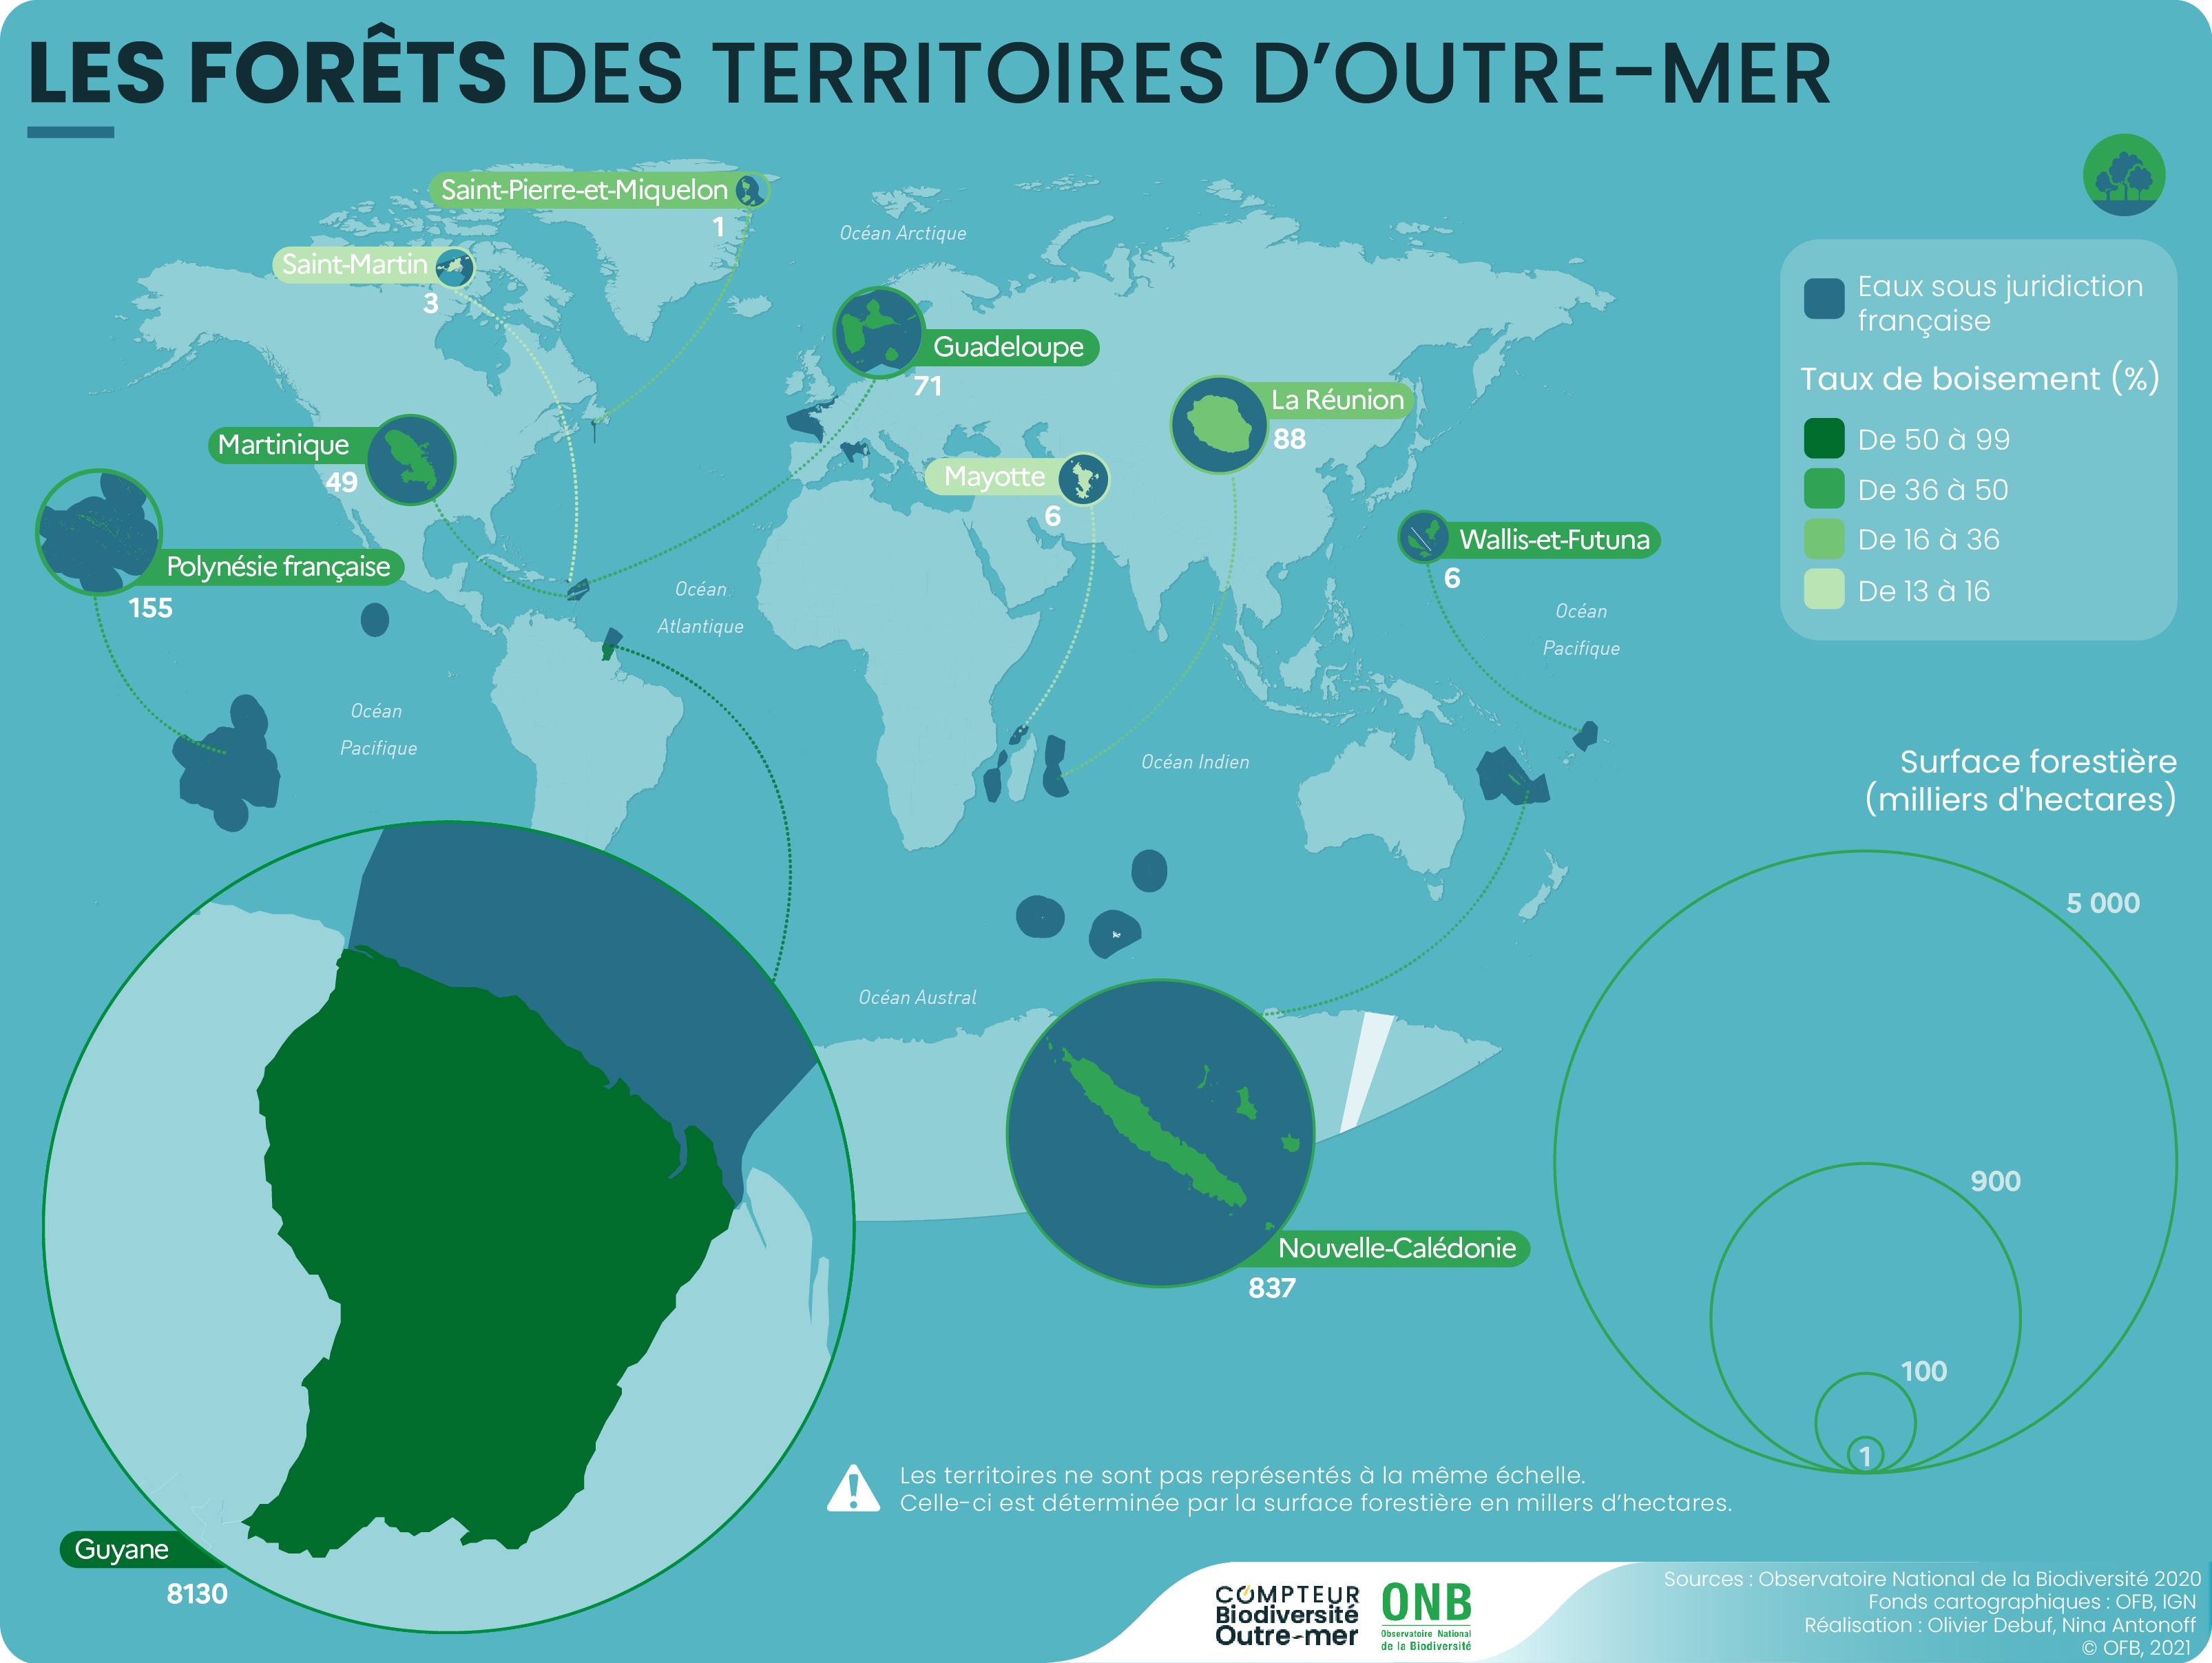 LES FORÊTS DES TERRITOIRES D'OUTRE-MER
Saint-Pierre-et-Miquelon
1
Océan Arctique
Saint-Martin
3
Guadeloupe
71
La Réunion
88
Martinique
49
Mayotte
6
Polynésie française
155
Wallis-et-Futuna
6
Océan
Atlantique
Océan
Pacifique
Océan
Pacifique
Océan Indien
Océan Austral
Eaux sous juridiction
française
Taux de boisement (%)
De 50 à 99
De 36 à 50
De 16 à 36
De 13 à 16
Surface forestière
(milliers d'hectares)
5 000
900
100
1
Nouvelle-Calédonie
837
Guyane
8130
Les territoires ne sont pas représentés à la même échelle.
Celle-ci est déterminée par la surface forestière en millers d'hectares.
COMPTEUR
Biodiversité
Outre-mer
ONB
Observatoire National
de la Biodiversité
Sources : Observatoire National de la Biodiversité 2020
Fonds cartographiques : OFB, IGN
Réalisation : Olivier Debuf, Nina Antonoff
© OFB, 2021